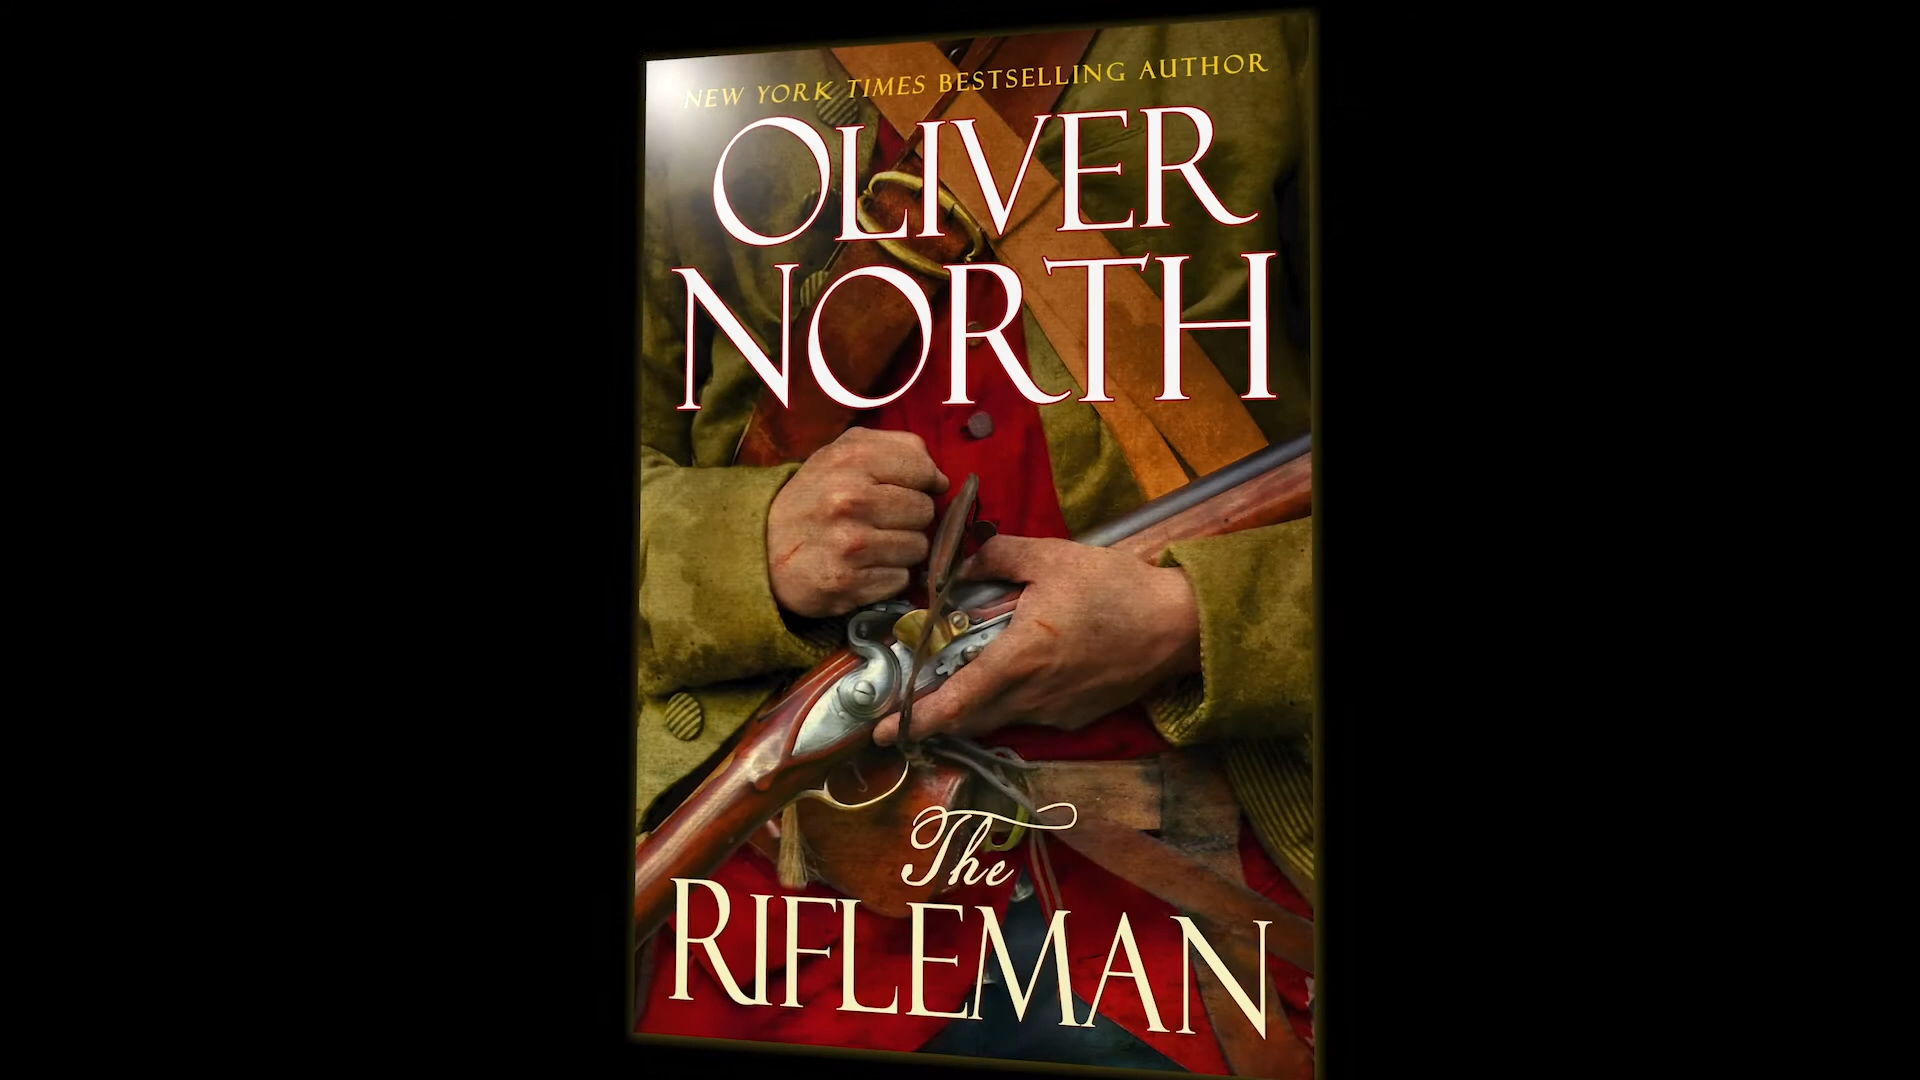 NEW YORK TIMES BESTSELLING AUTHOR
OLIVER
NORTH
The
RIFLEMAN